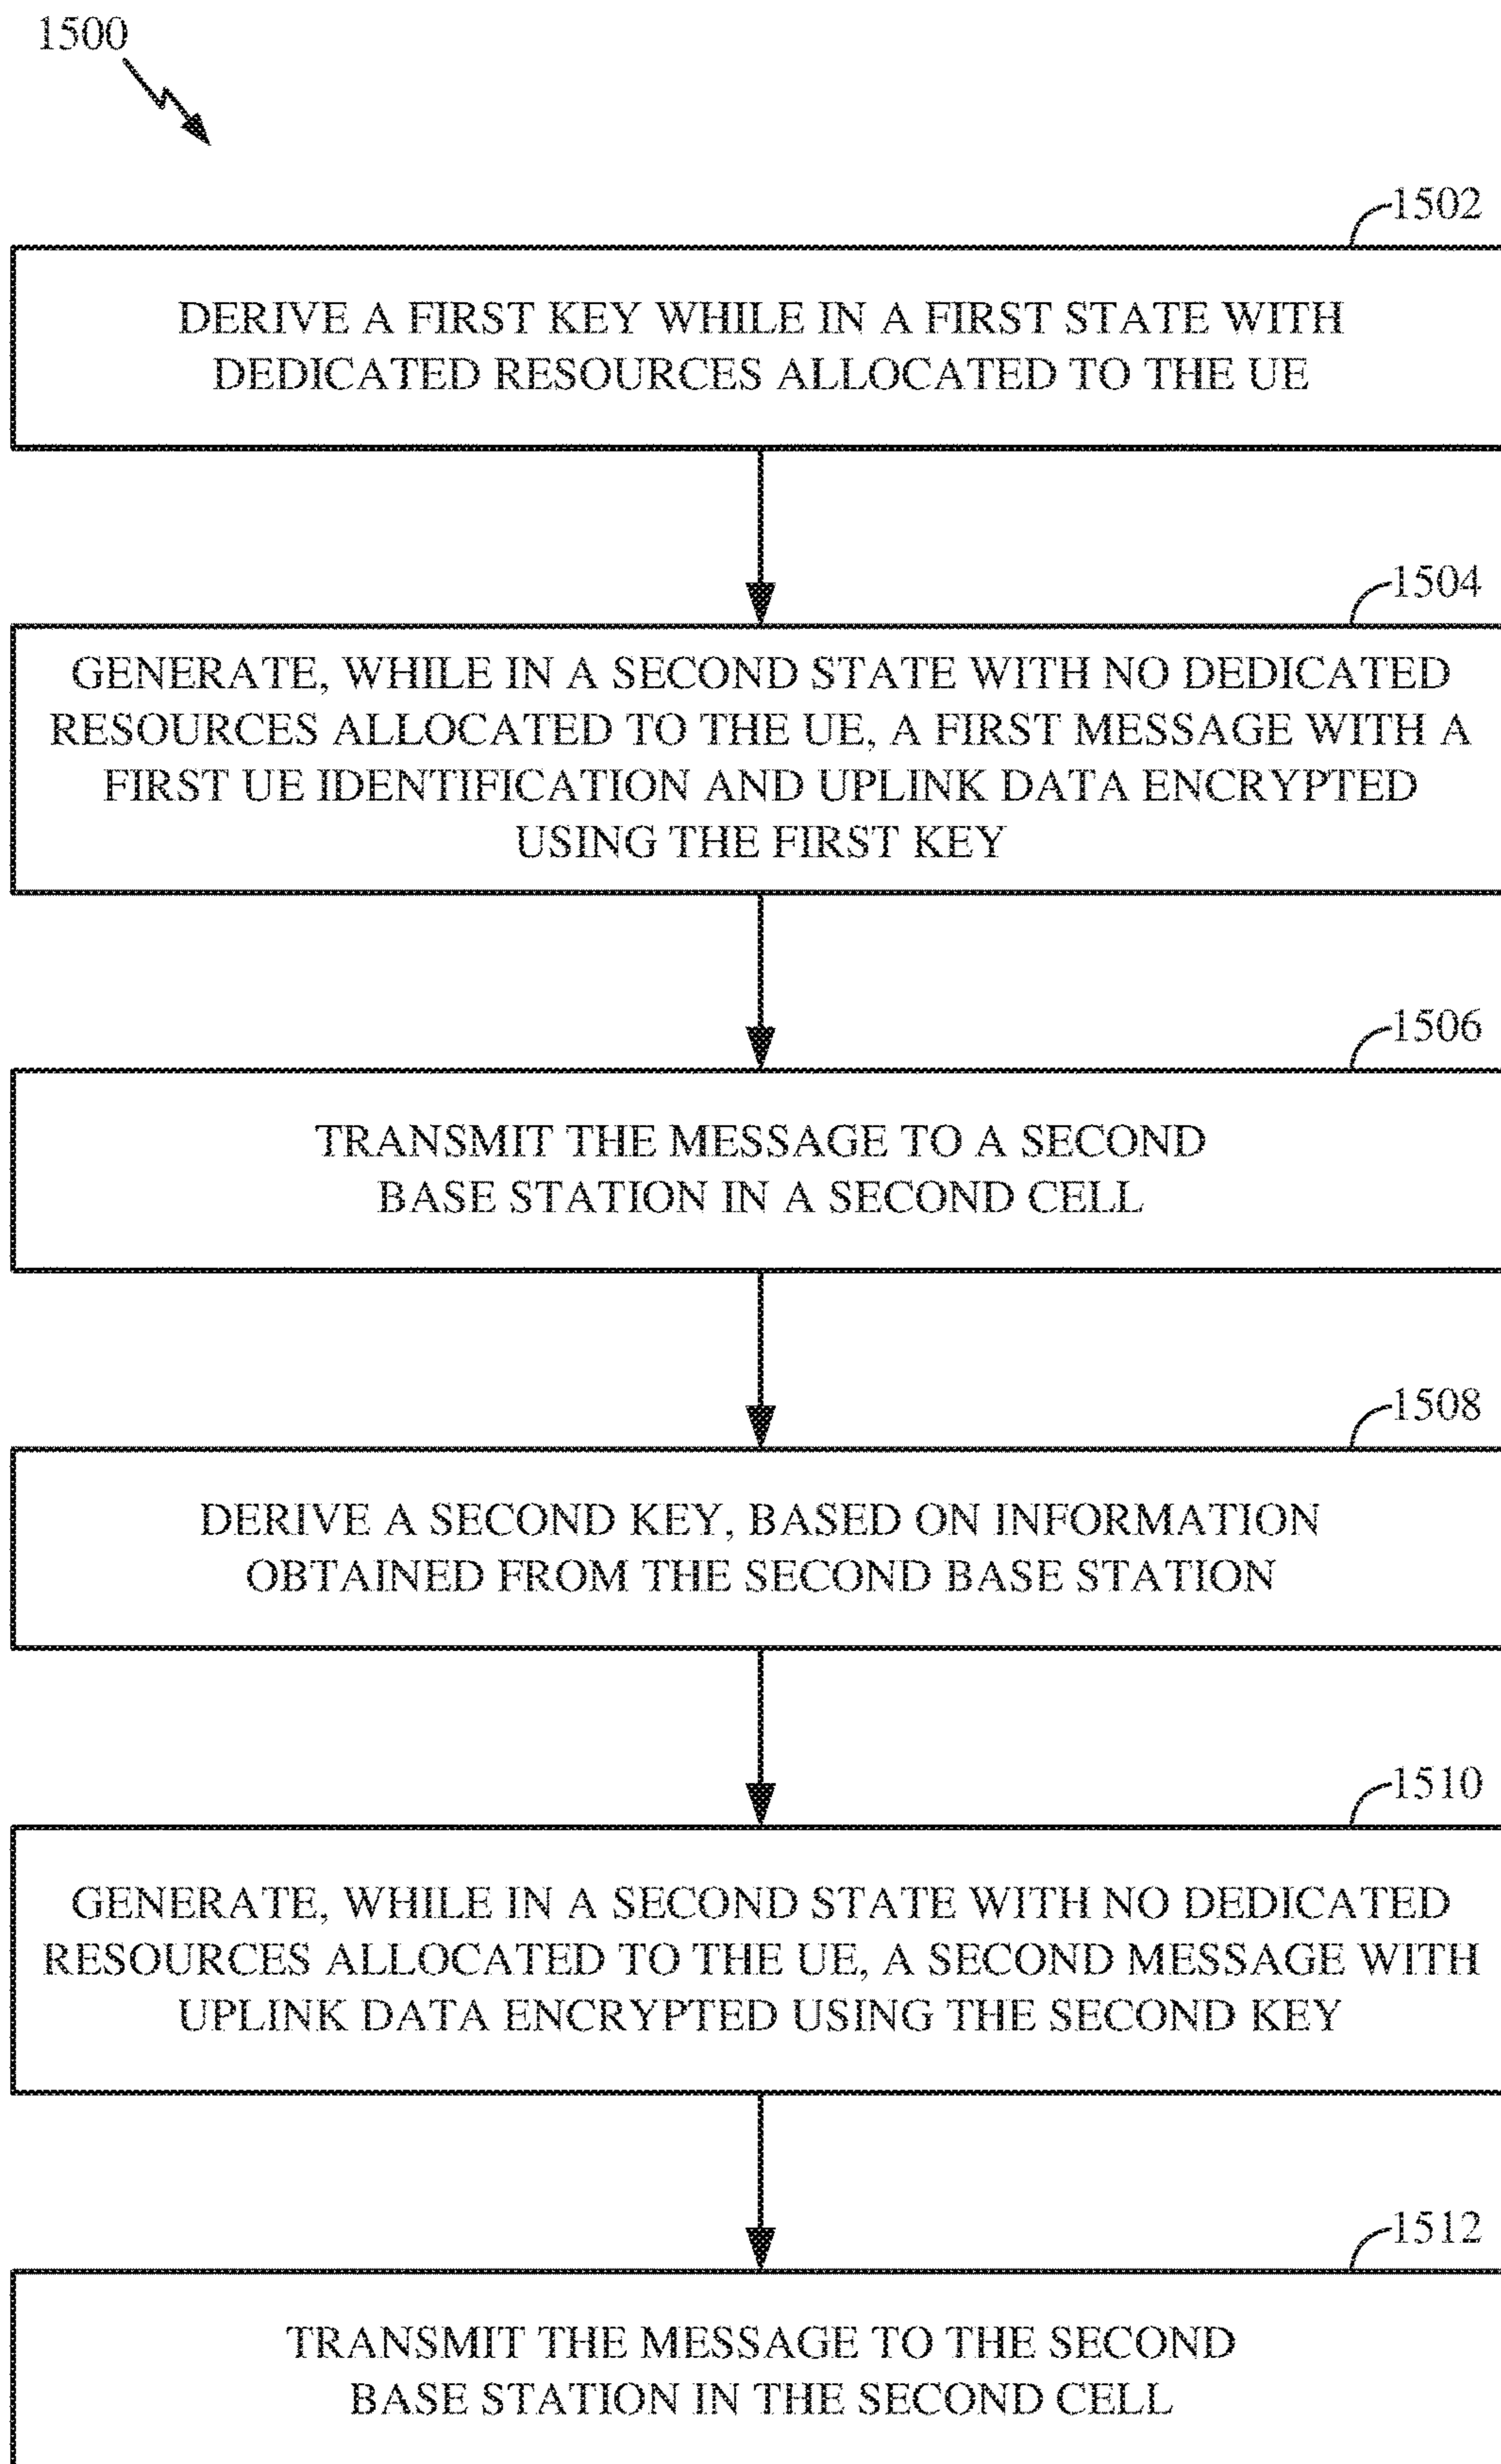 1500
1502
DERIVE A FIRST KEY WHILE IN A FIRST STATE WITH
DEDICATED RESOURCES ALLOCATED TO THE UE
1504
GENERATE, WHILE IN A SECOND STATE WITH NO DEDICATED
RESOURCES ALLOCATED TO THE UE, A FIRST MESSAGE WITH A
FIRST UE IDENTIFICATION AND UPLINK DATA ENCRYPTED
USING THE FIRST KEY
1506
TRANSMIT THE MESSAGE TO A SECOND
BASE STATION IN A SECOND CELL
1508
DERIVE A SECOND KEY, BASED ON INFORMATION
OBTAINED FROM THE SECOND BASE STATION
1510
GENERATE, WHILE IN A SECOND STATE WITH NO DEDICATED
RESOURCES ALLOCATED TO THE UE, A SECOND MESSAGE WITH
UPLINK DATA ENCRYPTED USING THE SECOND KEY
1512
TRANSMIT THE MESSAGE TO THE SECOND
BASE STATION IN THE SECOND CELL